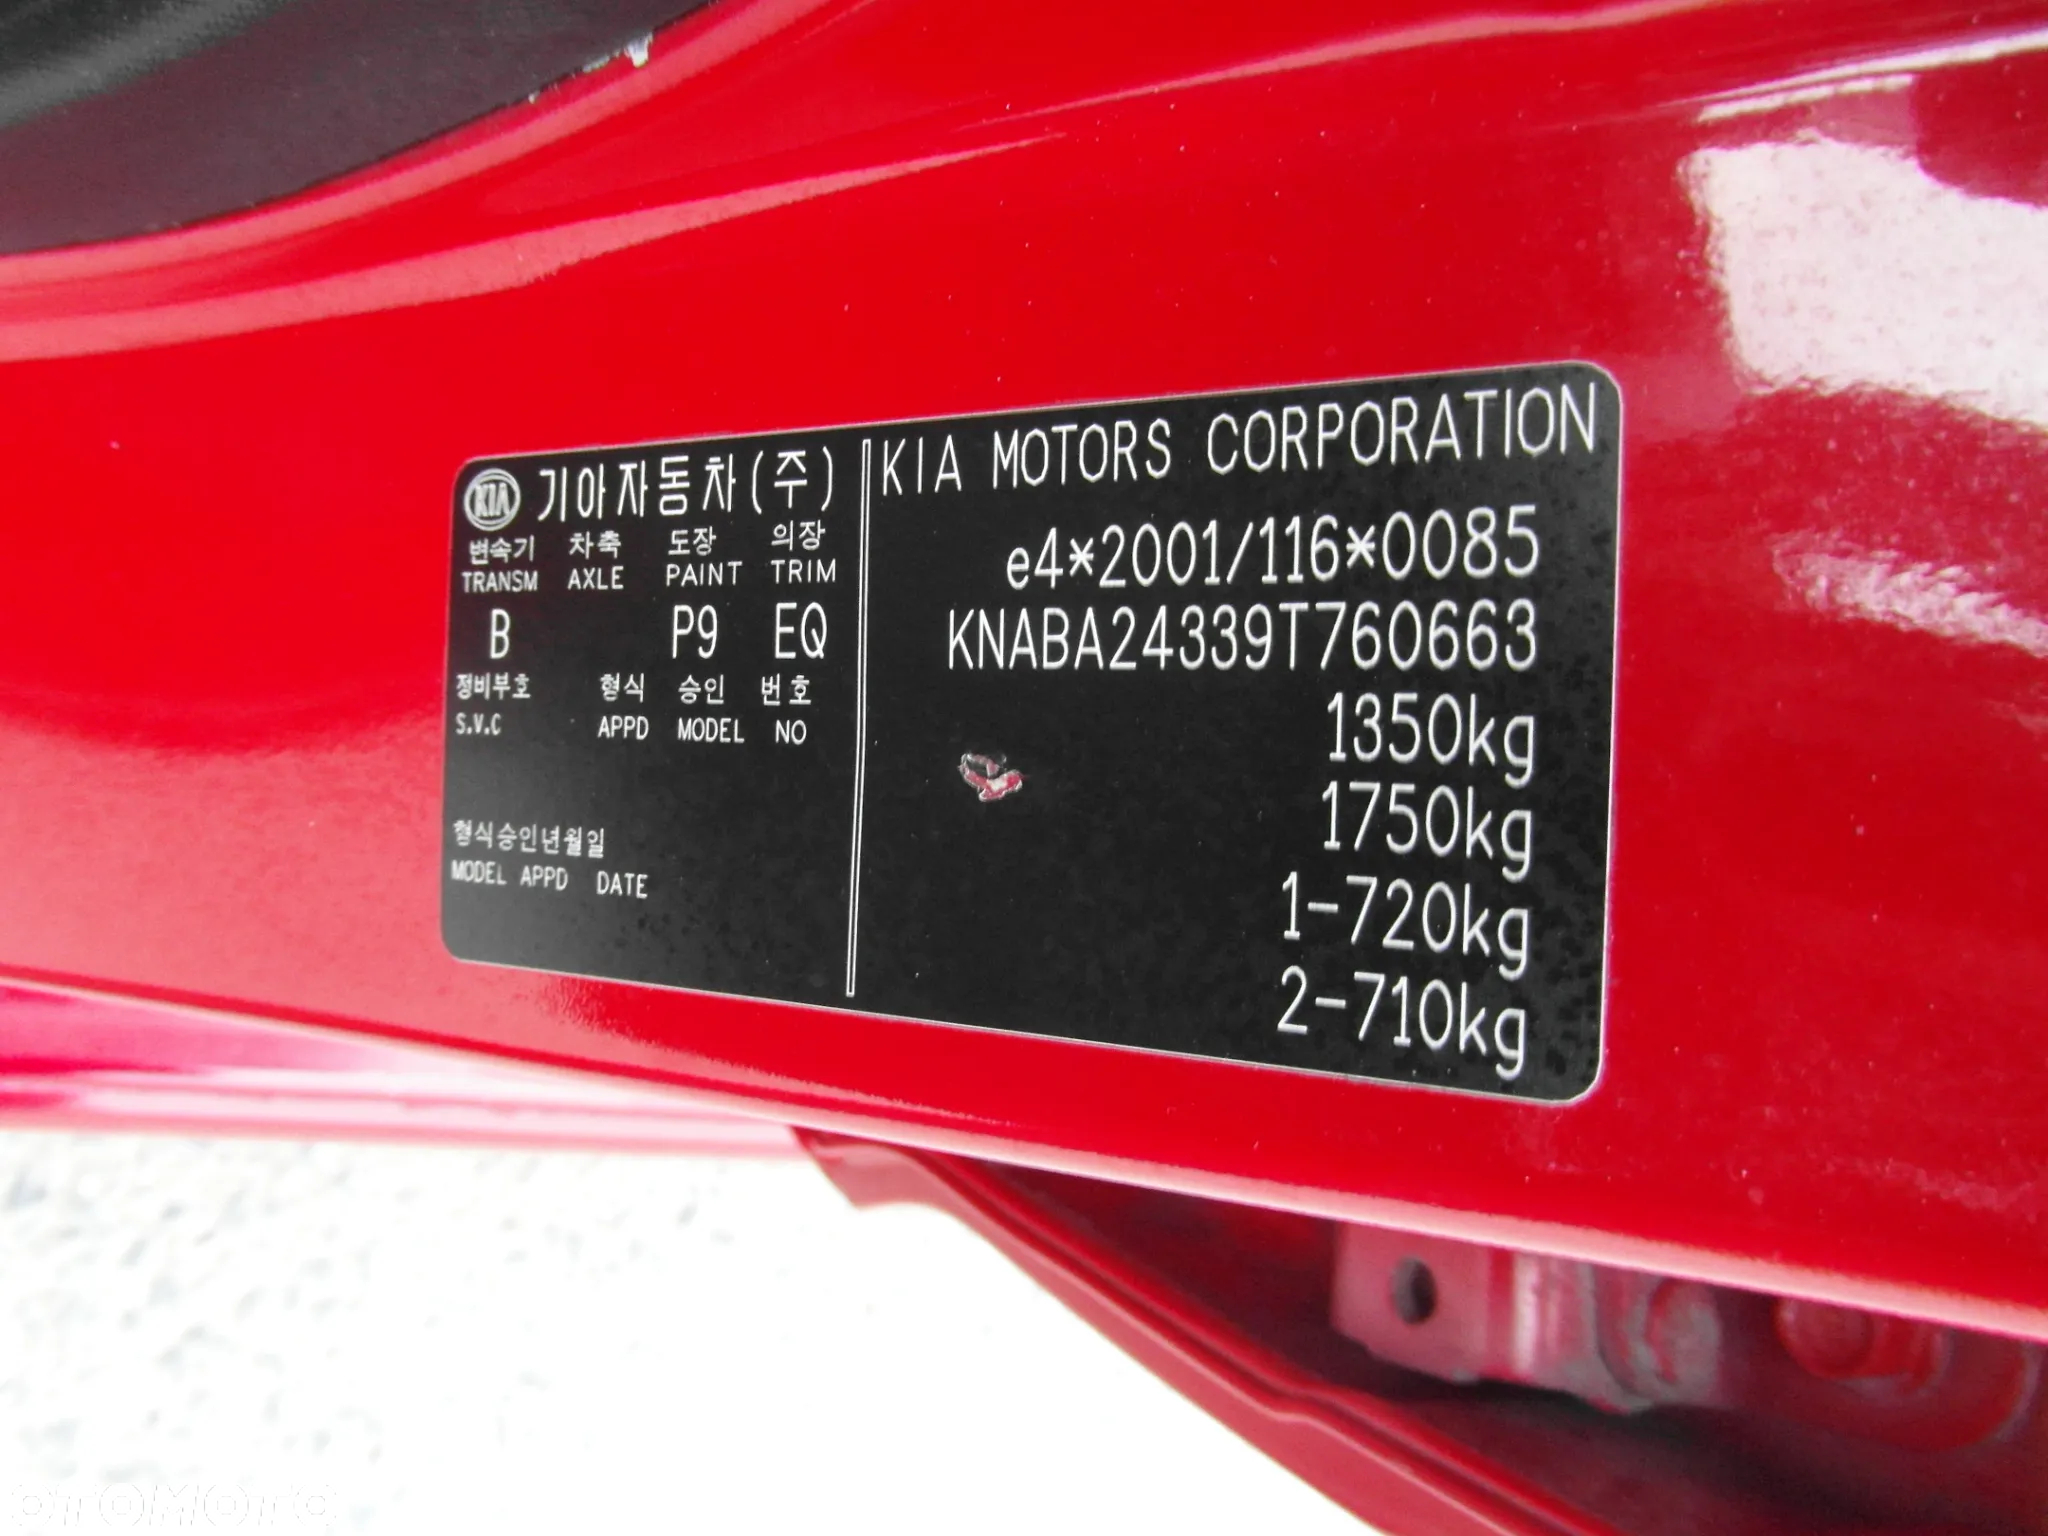 KIA 기아자동차(주)
변속기 차축 도장 의장
TRANSM AXLE PAINT TRIM
B P9 EQ
정비부호 형식 승인 번호
S.V.C APPD MODEL NO
형식승인년월일
MODEL APPD DATE
KIA MOTORS CORPORATION
e4*2001/116*0085
KNABA24339T760663
1350kg
1750kg
1-720kg
2-710kg
OTOMOTO